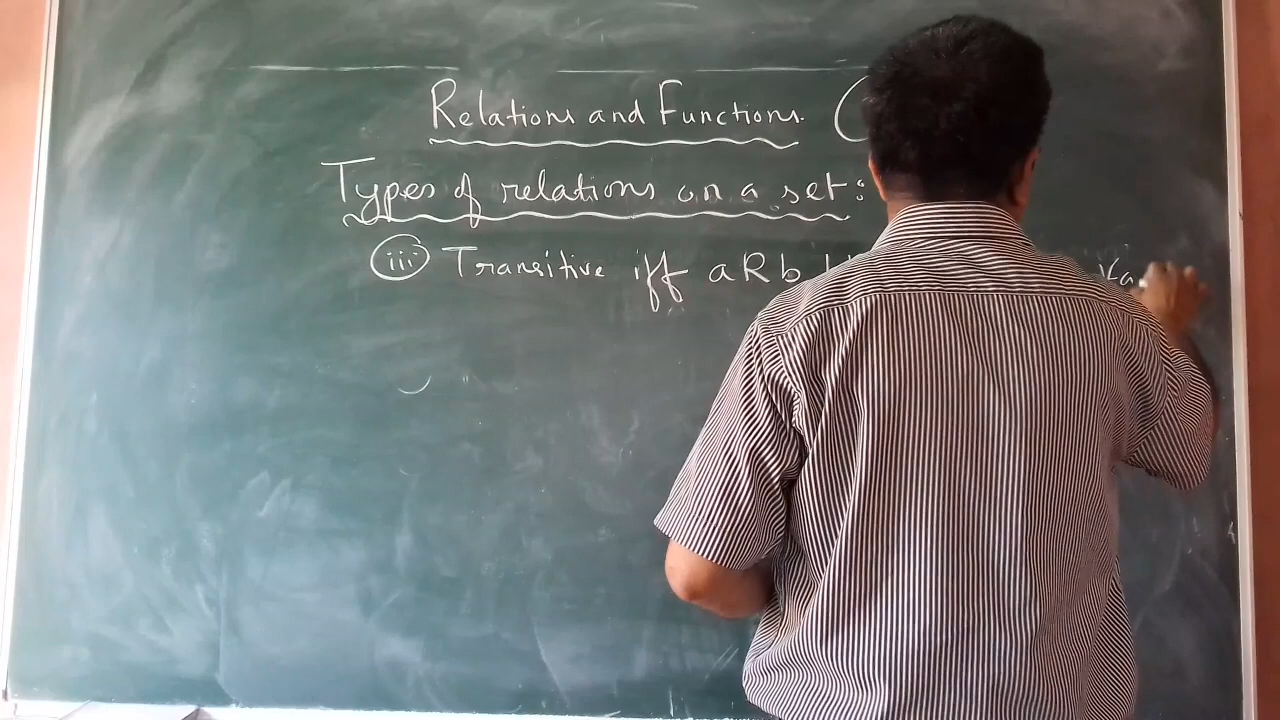 Relations and Functions. (
Types of relations on a set:
(iii) Transitive iff aRb